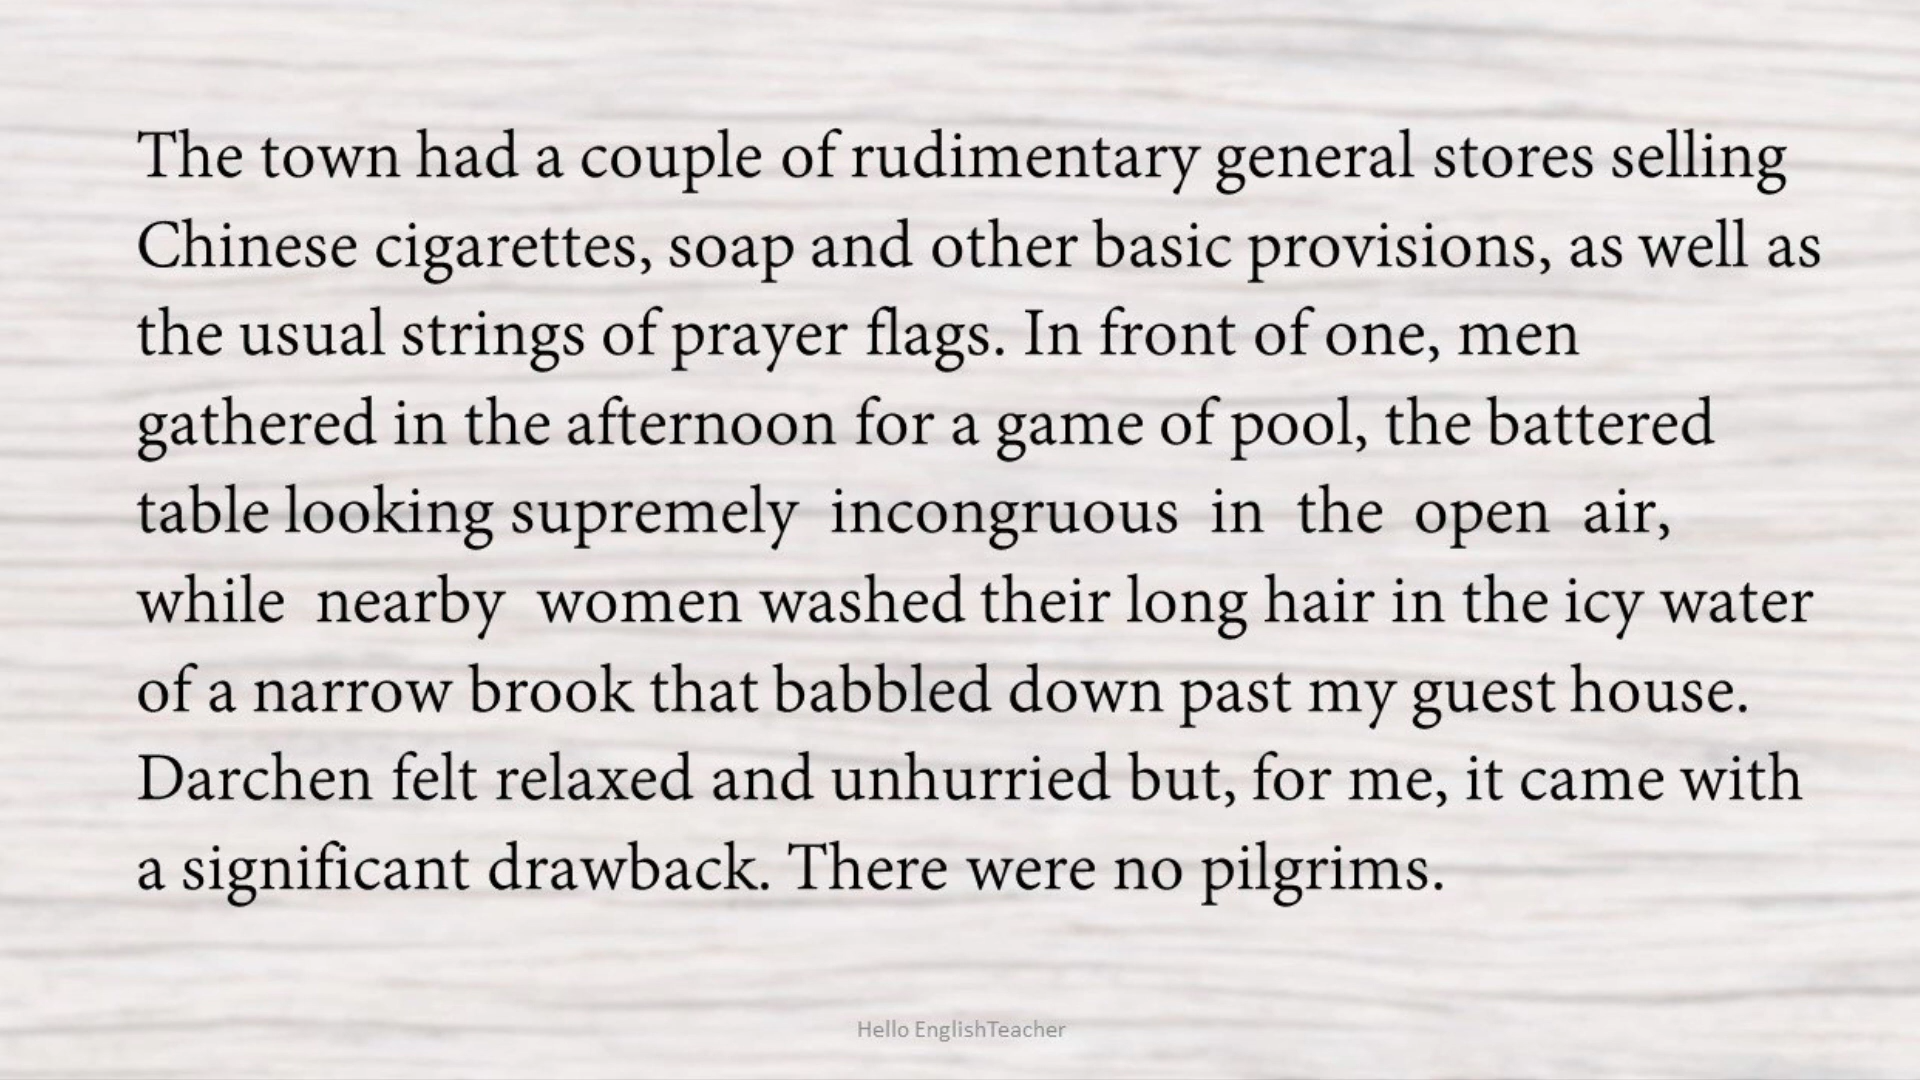 The town had a couple of rudimentary general stores selling
Chinese cigarettes, soap and other basic provisions, as well as
the usual strings of prayer flags. In front of one, men
gathered in the afternoon for a game of pool, the battered
table looking supremely incongruous in the open air,
while nearby women washed their long hair in the icy water
of a narrow brook that babbled down past my guest house.
Darchen felt relaxed and unhurried but, for me, it came with
a significant drawback. There were no pilgrims.
Hello EnglishTeacher